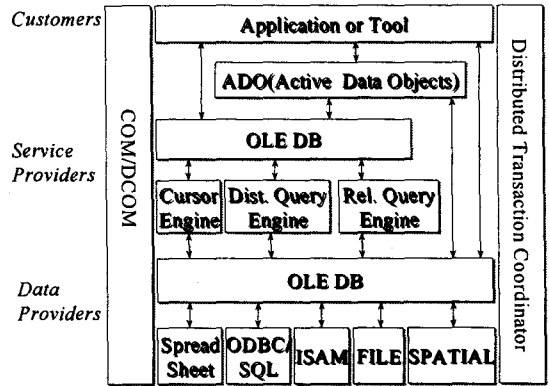 Customers
Application or Tool
ADO(Active Data Objects)
COM/DCOM
Distributed Transaction Coordinator
OLE DB
Service
Providers
Cursor
Engine
Dist. Query
Engine
Rel. Query
Engine
OLE DB
Data
Providers
Spread
Sheet
ODBC/
SQL
ISAM
FILE
SPATIAL